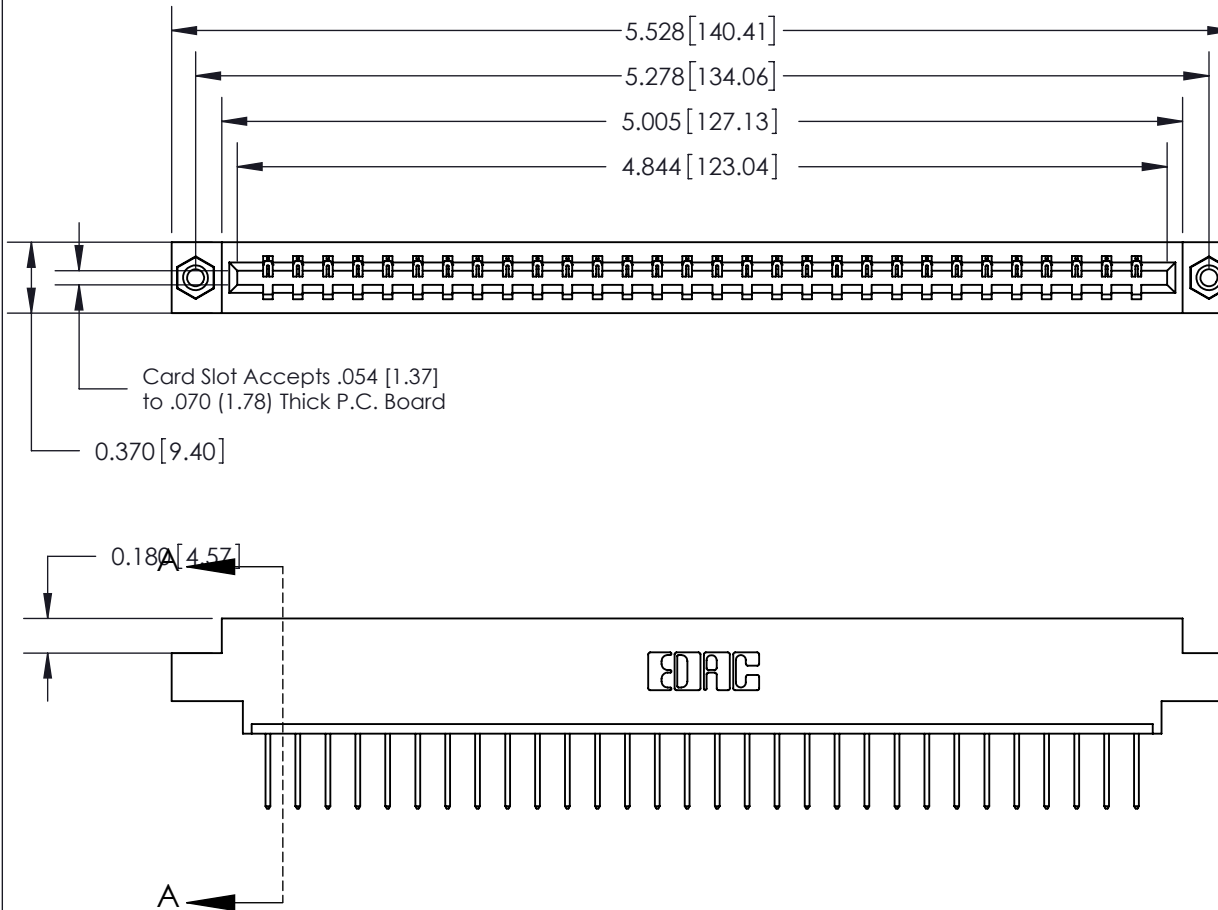 5.528[140.41]
5.278[134.06]
5.005[127.13]
4.844[123.04]
Card Slot Accepts .054 [1.37]
to .070 (1.78) Thick P.C. Board
0.370[9.40]
0.180[4.57]
A
EDAC
A